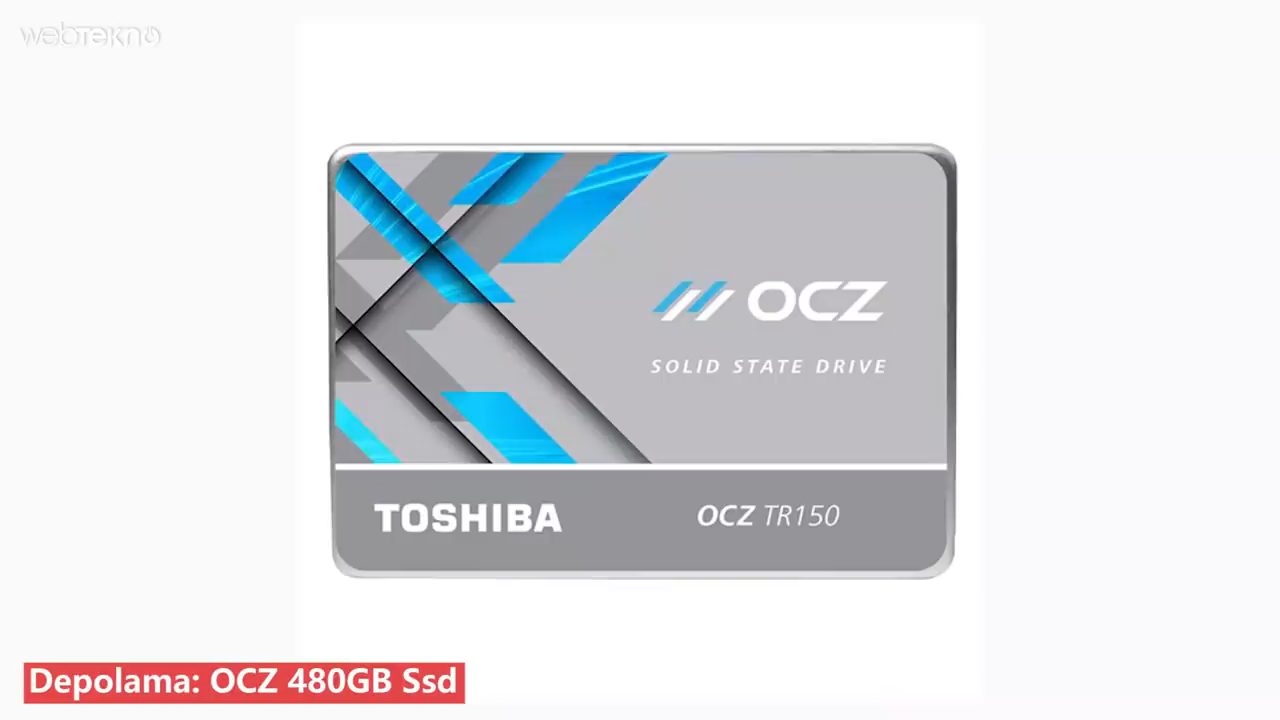 webtekno
OCZ
SOLID STATE DRIVE
TOSHIBA
OCZ TR150
Depolama: OCZ 480GB Ssd